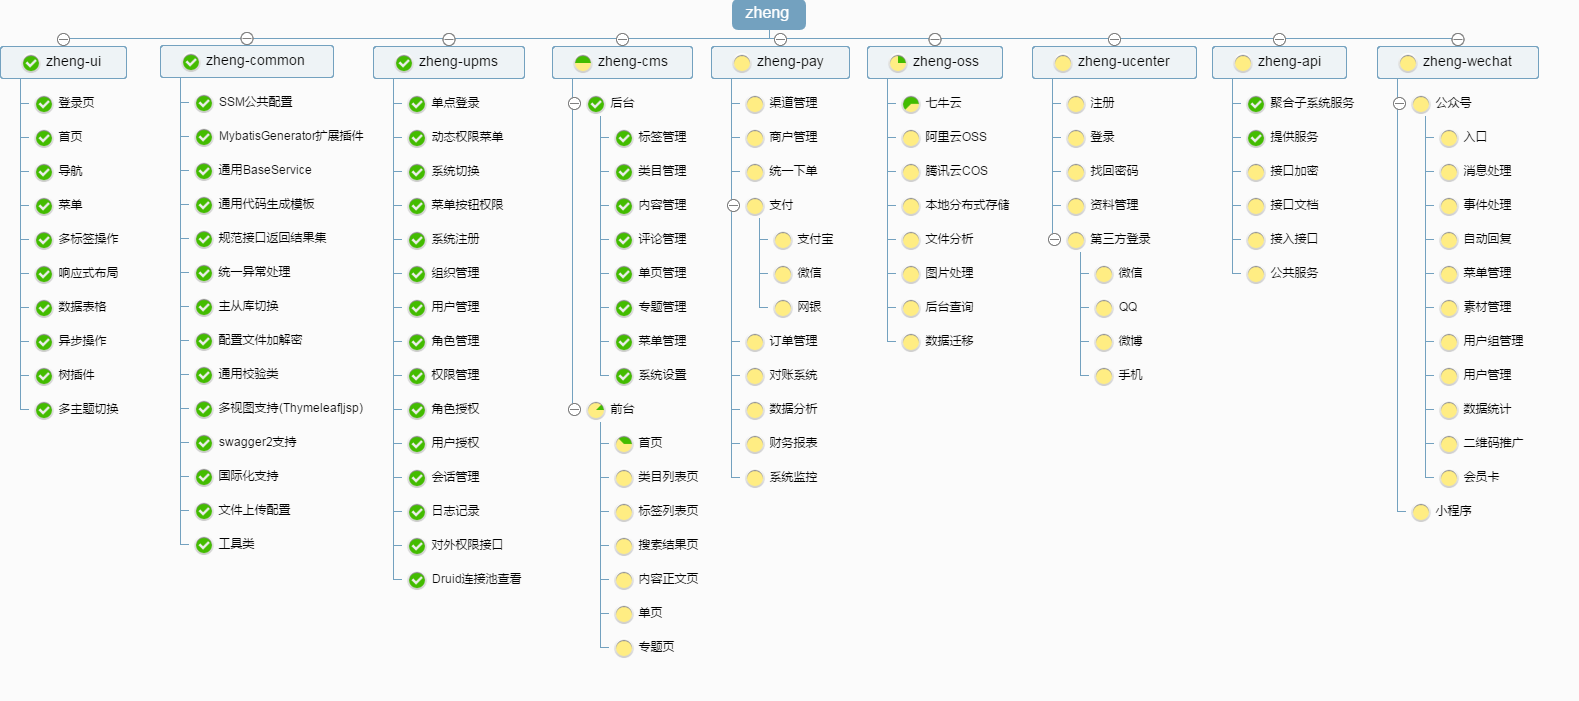 zheng
zheng-ui
登录页
首页
导航
菜单
多标签操作
响应式布局
数据表格
异步操作
树插件
多主题切换
zheng-common
SSM公共配置
MybatisGenerator扩展插件
通用BaseService
通用代码生成模板
规范接口返回结果集
统一异常处理
主从库切换
配置文件加解密
通用校验类
多视图支持(Thymeleaf|jsp)
swagger2支持
国际化支持
文件上传配置
工具类
zheng-upms
单点登录
动态权限菜单
系统切换
菜单按钮权限
系统注册
组织管理
用户管理
角色管理
权限管理
角色授权
用户授权
会话管理
日志记录
对外权限接口
Druid连接池查看
zheng-cms
后台
标签管理
类目管理
内容管理
评论管理
单页管理
专题管理
菜单管理
系统设置
前台
首页
类目列表页
标签列表页
搜索结果页
内容正文页
单页
专题页
zheng-pay
渠道管理
商户管理
统一下单
支付
支付宝
微信
网银
订单管理
对账系统
数据分析
财务报表
系统监控
zheng-oss
七牛云
阿里云OSS
腾讯云COS
本地分布式存储
文件分析
图片处理
后台查询
数据迁移
zheng-ucenter
注册
登录
找回密码
资料管理
第三方登录
微信
QQ
微博
手机
zheng-api
聚合子系统服务
提供服务
接口加密
接口文档
接入接口
公共服务
zheng-wechat
公众号
入口
消息处理
事件处理
自动回复
菜单管理
素材管理
用户组管理
用户管理
数据统计
二维码推广
会员卡
小程序